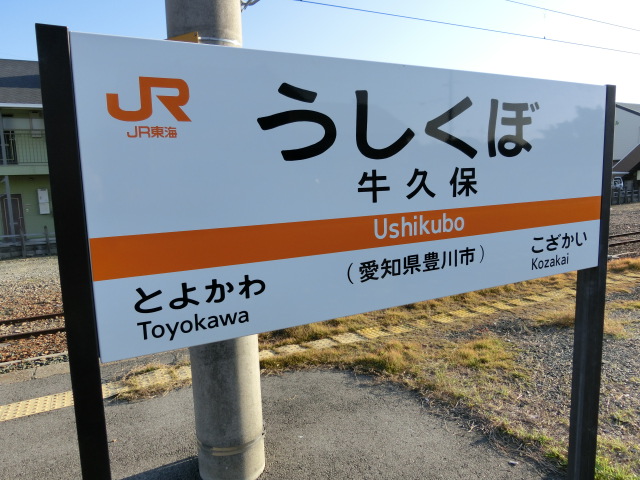 JR
JR東海
うしくぼ
牛久保
Ushikubo
(愛知県豊川市)
とよかわ
Toyokawa
こざかい
Kozakai